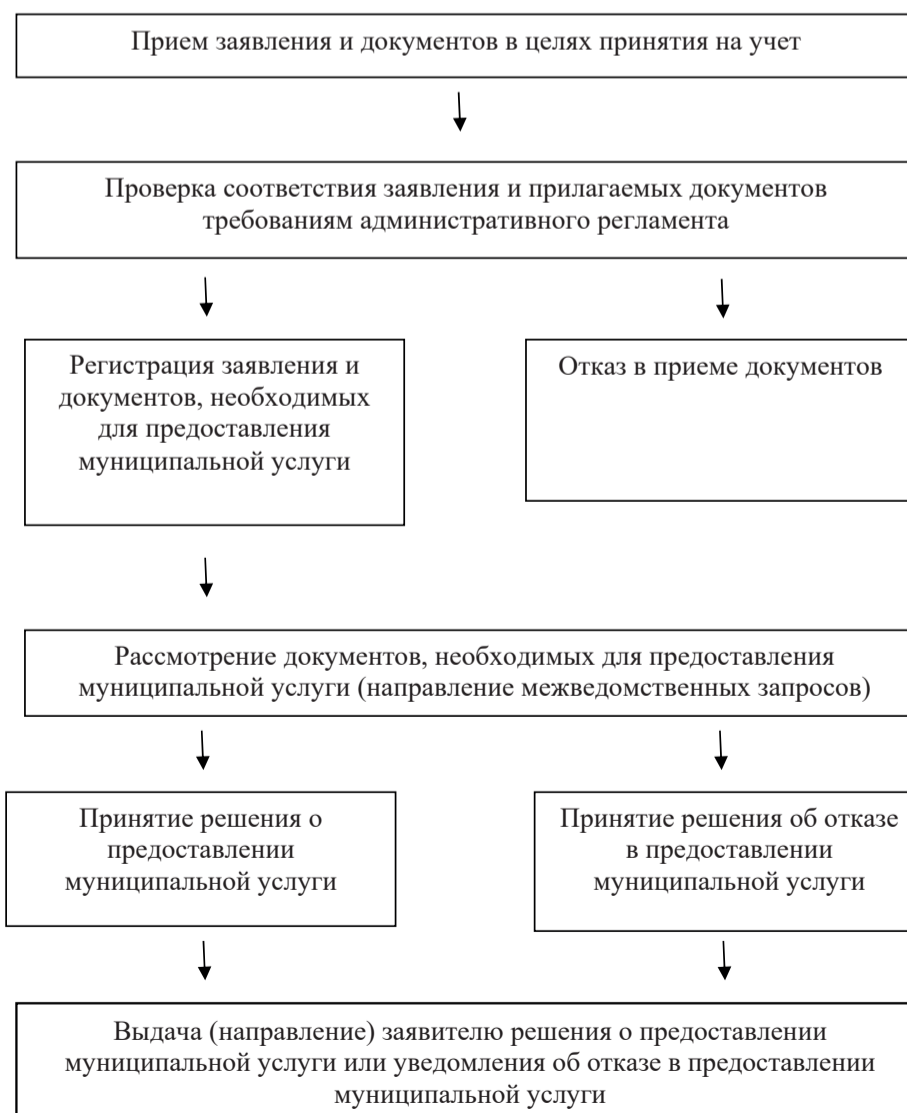 Прием заявления и документов в целях принятия на учет
Проверка соответствия заявления и прилагаемых документов
требованиям административного регламента
Регистрация заявления и
документов, необходимых
для предоставления
муниципальной услуги
Отказ в приеме документов
Рассмотрение документов, необходимых для предоставления
муниципальной услуги (направление межведомственных запросов)
Принятие решения о
предоставлении
муниципальной услуги
Принятие решения об отказе
в предоставлении
муниципальной услуги
Выдача (направление) заявителю решения о предоставлении
муниципальной услуги или уведомления об отказе в предоставлении
муниципальной услуги